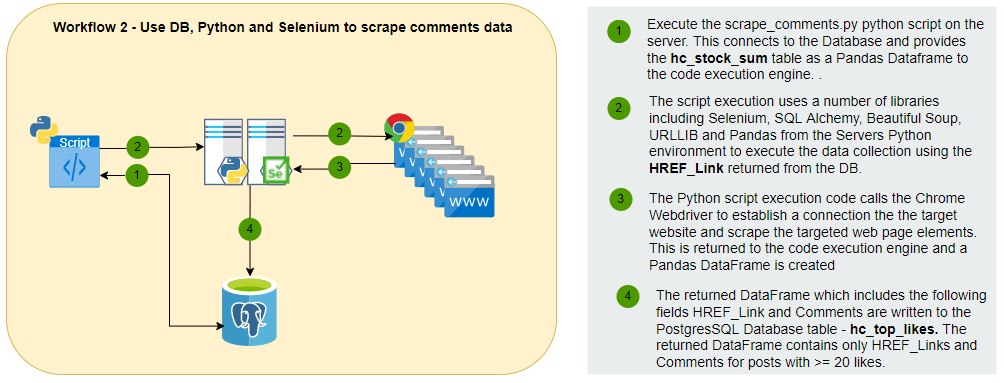 Workflow 2 - Use DB, Python and Selenium to scrape comments data
Script
</>
2
1
2
3
4
Se
WWW
1
Execute the scrape_comments.py python script on the
server. This connects to the Database and provides
the hc_stock_sum table as a Pandas Dataframe to
the code execution engine. .
2
The script execution uses a number of libraries
including Selenium, SQL Alchemy, Beautiful Soup,
URLLIB and Pandas from the Servers Python
environment to execute the data collection using the
HREF_Link returned from the DB.
3
The Python script execution code calls the Chrome
Webdriver to establish a connection the the target
website and scrape the targeted web page elements.
This is returned to the code execution engine and a
Pandas DataFrame is created
4
The returned DataFrame which includes the following
fields HREF_Link and Comments are written to the
PostgresSQL Database table - hc_top_likes. The
returned DataFrame contains only HREF_Links and
Comments for posts with >= 20 likes.